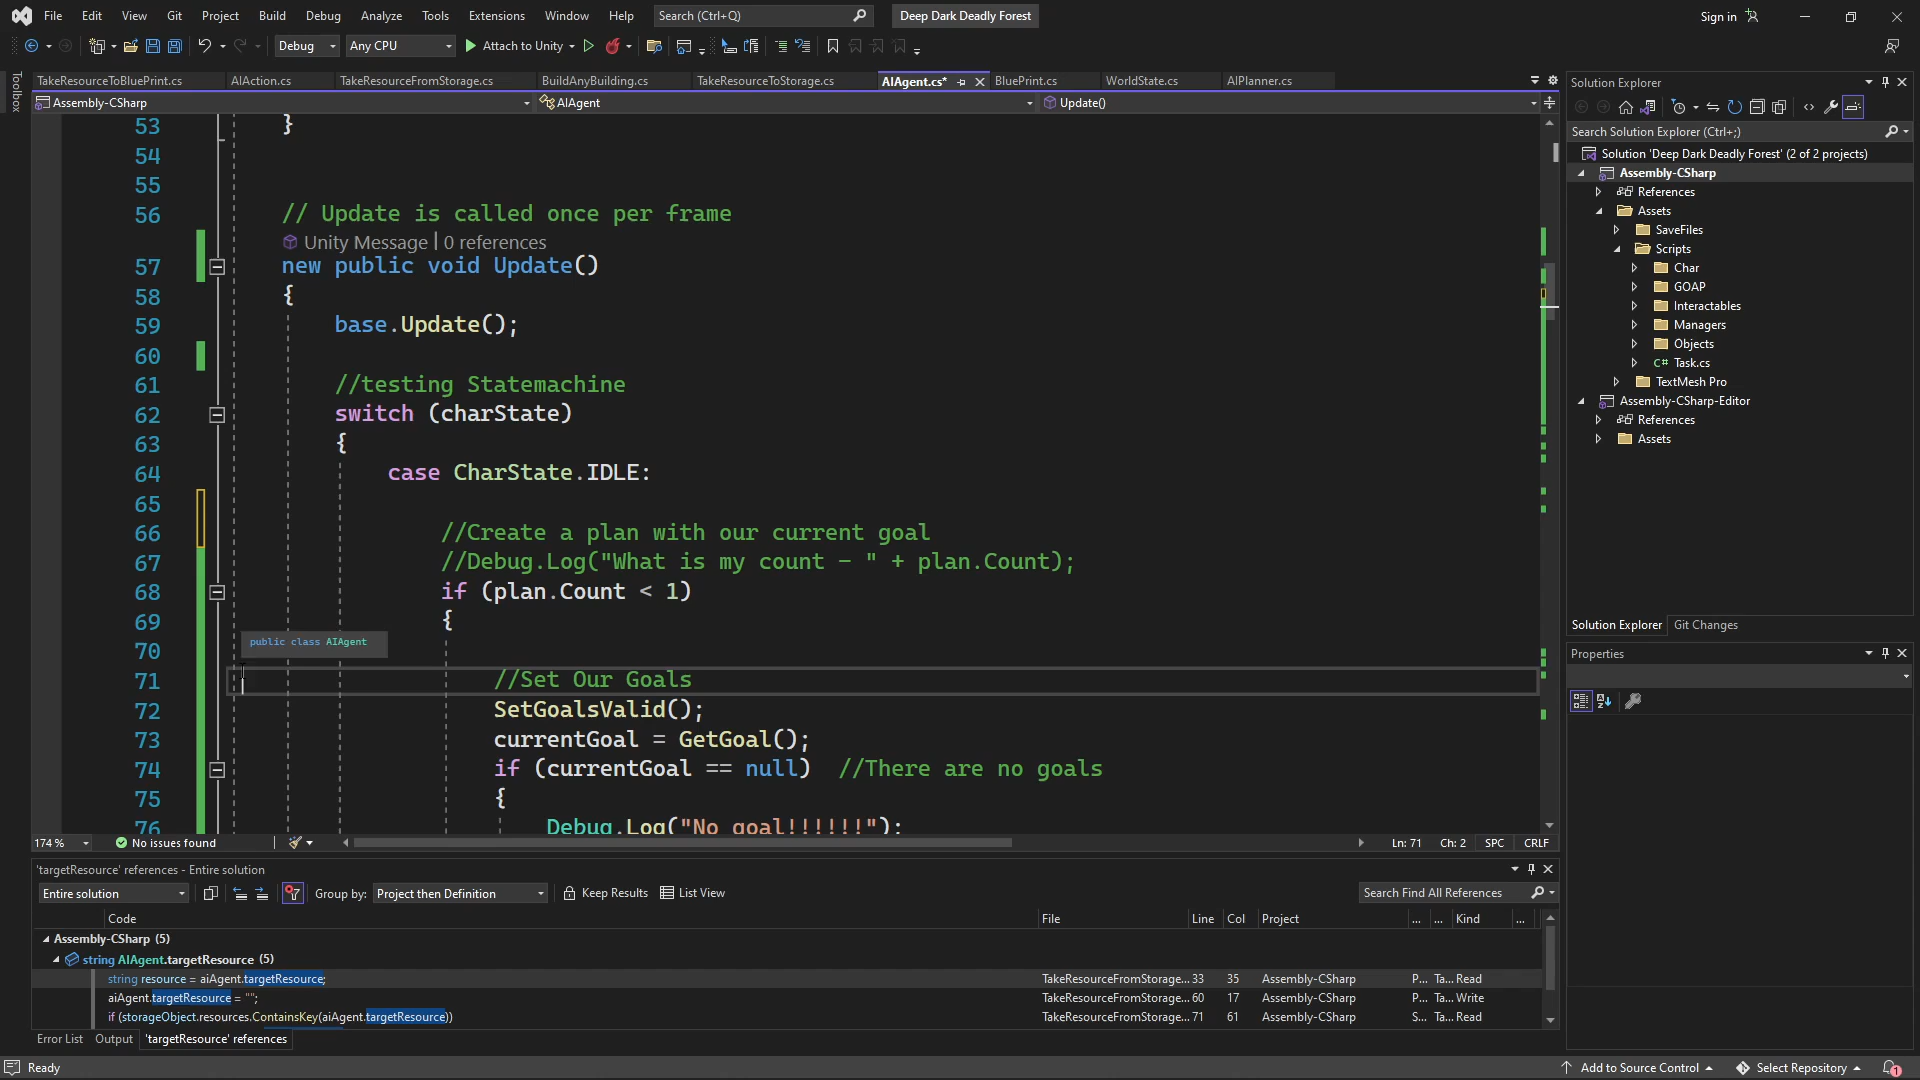 File Edit View Git Project Build Debug Analyze Tools Extensions Window Help Search (Ctrl+Q) Deep Dark Deadly Forest Sign in
Debug Any CPU Attach to Unity
TakeResourceToBluePrint.cs AIAction.cs TakeResourceFromStorage.cs BuildAnyBuilding.cs TakeResourceToStorage.cs AIAgent.cs* BluePrint.cs WorldState.cs AIPlanner.cs
Toolbox
Assembly-CSharp AIAgent Update()
53 }
54
55
56 // Update is called once per frame
Unity Message | 0 references
57 new public void Update()
58 {
59 base.Update();
60
61 //testing Statemachine
62 switch (charState)
63 {
64 case CharState.IDLE:
65
66 //Create a plan with our current goal
67 //Debug.Log("What is my count - " + plan.Count);
68 if (plan.Count < 1)
69 {
70
public class AIAgent
71 //Set Our Goals
72 SetGoalsValid();
73 currentGoal = GetGoal();
74 if (currentGoal == null) //There are no goals
75 {
76 Debug.Log("No goal!!!!!!");
174 % No issues found Ln: 71 Ch: 2 SPC CRLF
'targetResource' references - Entire solution
Entire solution Group by: Project then Definition Keep Results List View Search Find All References
Code File Line Col Project ... ... Kind ...
Assembly-CSharp (5)
string AIAgent.targetResource (5)
string resource = aiAgent.targetResource; TakeResourceFromStorage... 33 35 Assembly-CSharp P... Ta... Read
aiAgent.targetResource = ""; TakeResourceFromStorage... 60 17 Assembly-CSharp P... Ta... Write
if (storageObject.resources.ContainsKey(aiAgent.targetResource)) TakeResourceFromStorage... 71 61 Assembly-CSharp S... Ta... Read
Error List Output 'targetResource' references
Ready Add to Source Control Select Repository 1
Solution Explorer
Search Solution Explorer (Ctrl+;)
Solution 'Deep Dark Deadly Forest' (2 of 2 projects)
Assembly-CSharp
References
Assets
SaveFiles
Scripts
Char
GOAP
Interactables
Managers
Objects
C# Task.cs
TextMesh Pro
Assembly-CSharp-Editor
References
Assets
Solution Explorer Git Changes
Properties